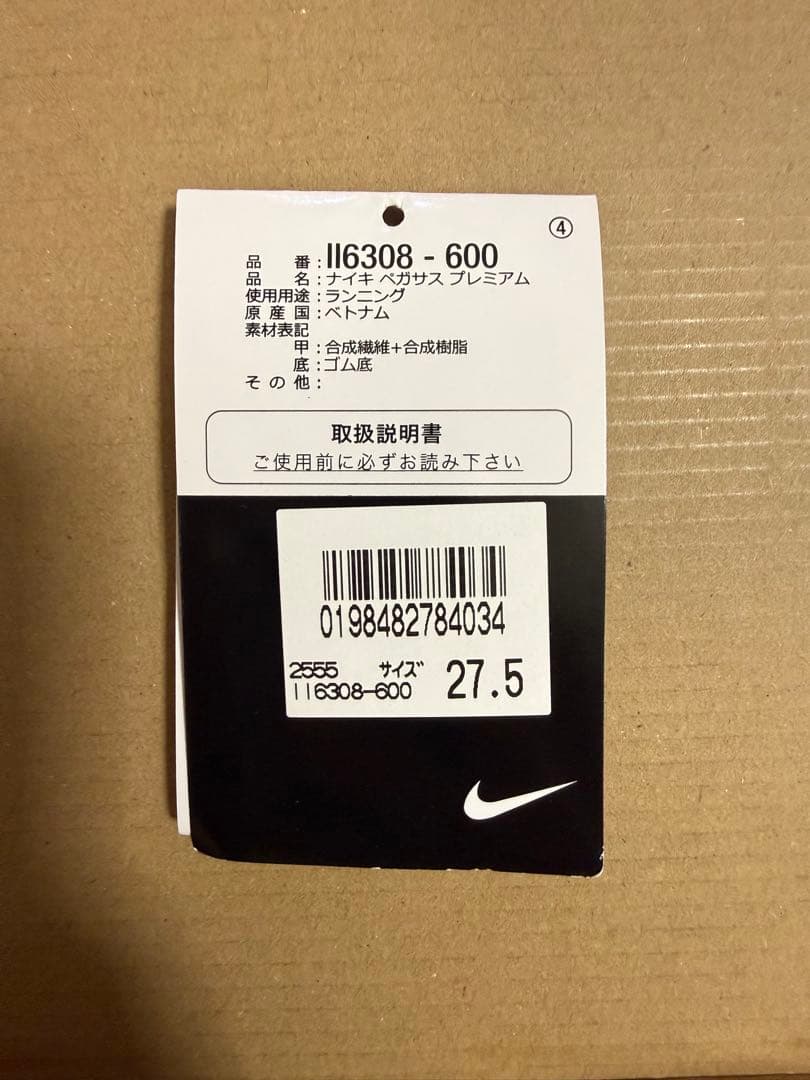 ④
品番：II6308 - 600
品名：ナイキ ペガサス プレミアム
使用用途：ランニング
原産国：ベトナム
素材表記
甲：合成繊維+合成樹脂
底：ゴム底
その他：
取扱説明書
ご使用前に必ずお読み下さい
0198482784034
2555 サイズ 27.5
II6308-600